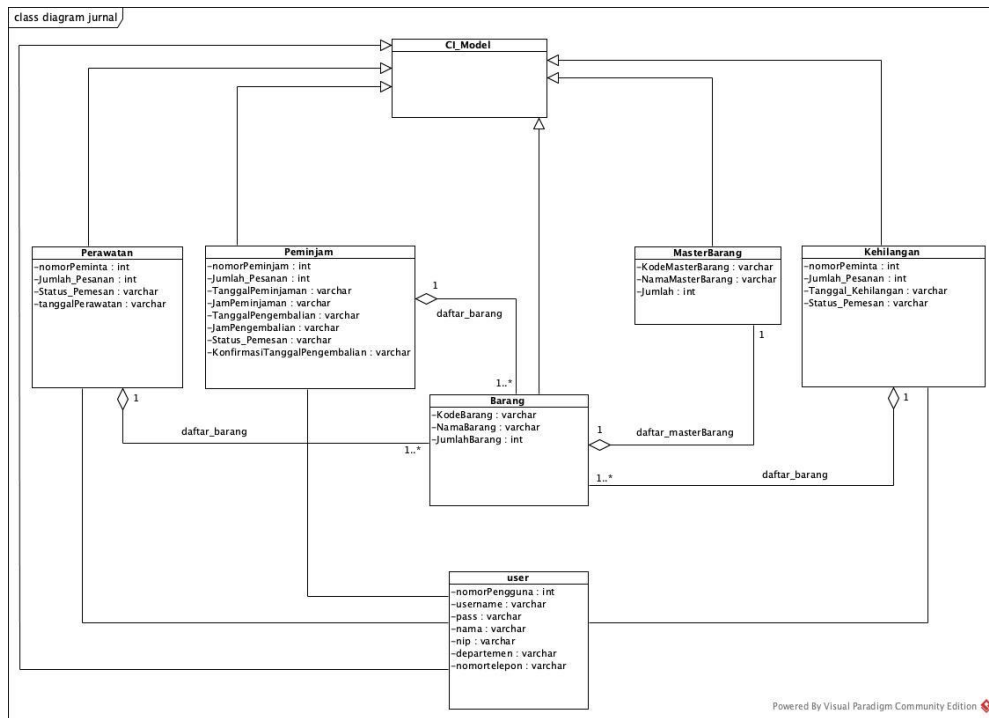 class diagram jurnal
CI_Model
Perawatan
-nomorPeminta : int
-Jumlah_Pesanan : int
-Status_Pemesan : varchar
-tanggalPerawatan : varchar
Peminjam
-nomorPeminjam : int
-Jumlah_Pesanan : int
-TanggalPeminjaman : varchar
-JamPeminjaman : varchar
-TanggalPengembalian : varchar
-JamPengembalian : varchar
-Status_Pemesan : varchar
-KonfirmasiTanggalPengembalian : varchar
MasterBarang
-KodeMasterBarang : varchar
-NamaMasterBarang : varchar
-Jumlah : int
Kehilangan
-nomorPeminta : int
-Jumlah_Pesanan : int
-Tanggal_Kehilangan : varchar
-Status_Pemesan : varchar
1
daftar_barang
1..*
1
1
daftar_barang
1..*
Barang
-KodeBarang : varchar
-NamaBarang : varchar
-JumlahBarang : int
1
daftar_masterBarang
1
daftar_barang
1..*
user
-nomorPengguna : int
-username : varchar
-pass : varchar
-nama : varchar
-nip : varchar
-departemen : varchar
-nomortelepon : varchar
Powered By Visual Paradigm Community Edition